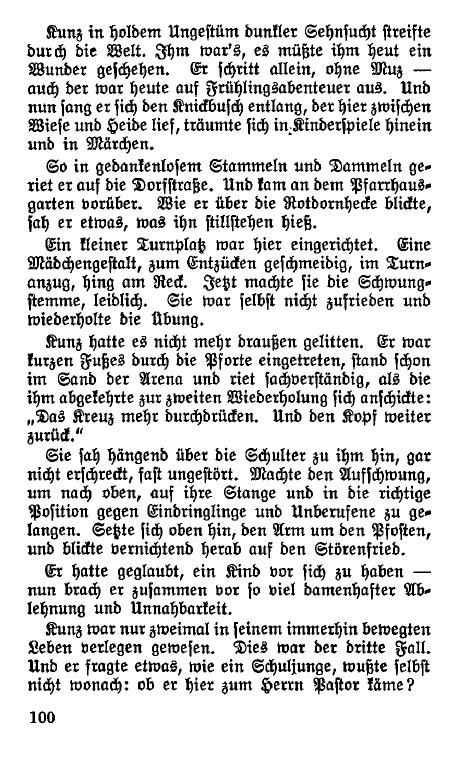 Kunz in holdem Ungestüm dunkler Sehnsucht streifte
durch die Welt. Ihm war's, es müßte ihm heut ein
Wunder geschehen. Er schritt allein, ohne Muz —
auch der war heute auf Frühlingsabenteuer aus. Und
nun sang er sich den Knickbusch entlang, der hier zwischen
Wiese und Heide lief, träumte sich in Kinderspiele hinein
und in Märchen.
So in gedankenlosem Stammeln und Dammeln ge-
riet er auf die Dorfstraße. Und kam an dem Pfarrhaus-
garten vorüber. Wie er über die Rotdornhecke blickte,
sah er etwas, was ihn stillstehen hieß.
Ein kleiner Turnplatz war hier eingerichtet. Eine
Mädchengestalt, zum Entzücken geschmeidig, im Turn-
anzug, hing am Reck. Jetzt machte sie die Schwung-
stemme, leidlich. Sie war selbst nicht zufrieden und
wiederholte die Übung.
Kunz hatte es nicht mehr draußen gelitten. Er war
kurzen Fußes durch die Pforte eingetreten, stand schon
im Sand der Arena und riet sachverständig, als die
ihm abgekehrte zur zweiten Wiederholung sich anschickte:
„Das Kreuz mehr durchdrücken. Und den Kopf weiter
zurück.“
Sie sah hängend über die Schulter zu ihm hin, gar
nicht erschreckt, fast ungestört. Machte den Aufschwung,
um nach oben, auf ihre Stange und in die richtige
Position gegen Eindringlinge und Unberufene zu ge-
langen. Setzte sich oben hin, den Arm um den Pfosten,
und blickte vernichtend herab auf den Störenfried.
Er hatte geglaubt, ein Kind vor sich zu haben —
nun brach er zusammen vor so viel damenhafter Ab-
lehnung und Unnahbarkeit.
Kunz war nur zweimal in seinem immerhin bewegten
Leben verlegen gewesen. Dies war der dritte Fall.
Und er fragte etwas, wie ein Schuljunge, wußte selbst
nicht wonach: ob er hier zum Herrn Pastor käme?
100